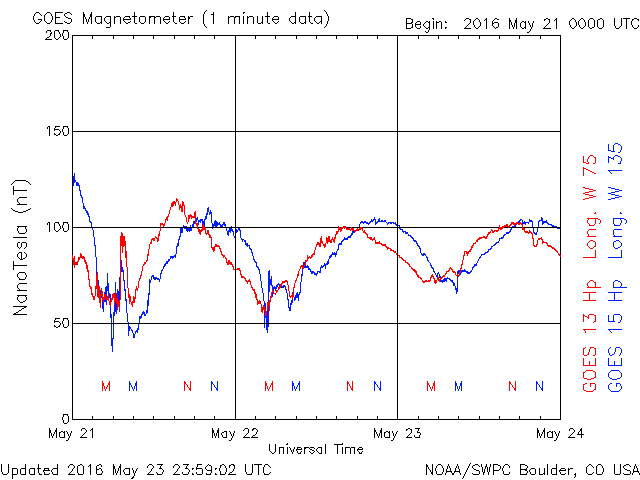 GOES Magnetometer (1 minute data)
Begin: 2016 May 21 0000 UTC
200
150
100
50
0
NanoTesla (nT)
M M N N M M N N M M N N
May 21 May 22 May 23 May 24
Universal Time
GOES 13 Hp Long. W 75
GOES 15 Hp Long. W 135
Updated 2016 May 23 23:59:02 UTC
NOAA/SWPC Boulder, CO USA